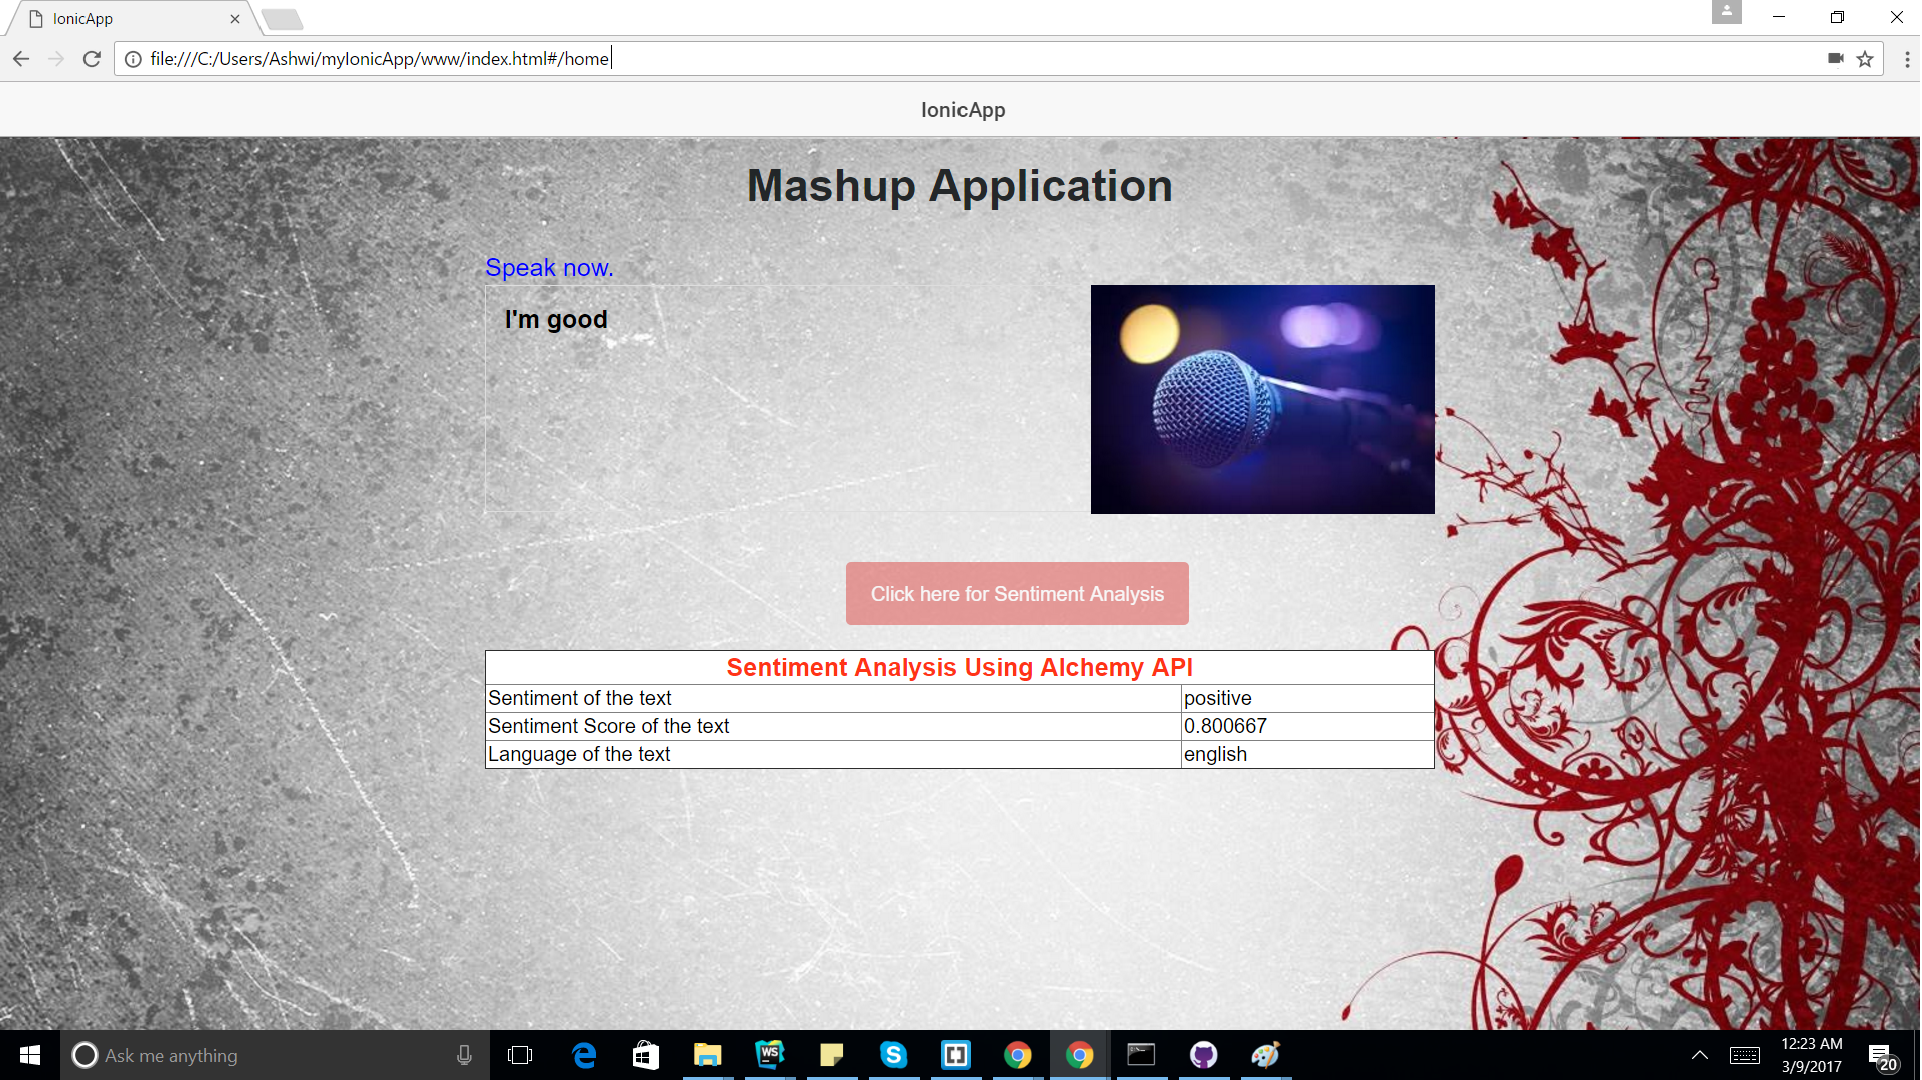 IonicApp
file:///C:/Users/Ashwi/myIonicApp/www/index.html#/home
IonicApp
Mashup Application
Speak now.
I'm good
Click here for Sentiment Analysis
Sentiment Analysis Using Alchemy API
Sentiment of the text positive
Sentiment Score of the text 0.800667
Language of the text english
Ask me anything
WS
12:23 AM
3/9/2017
20